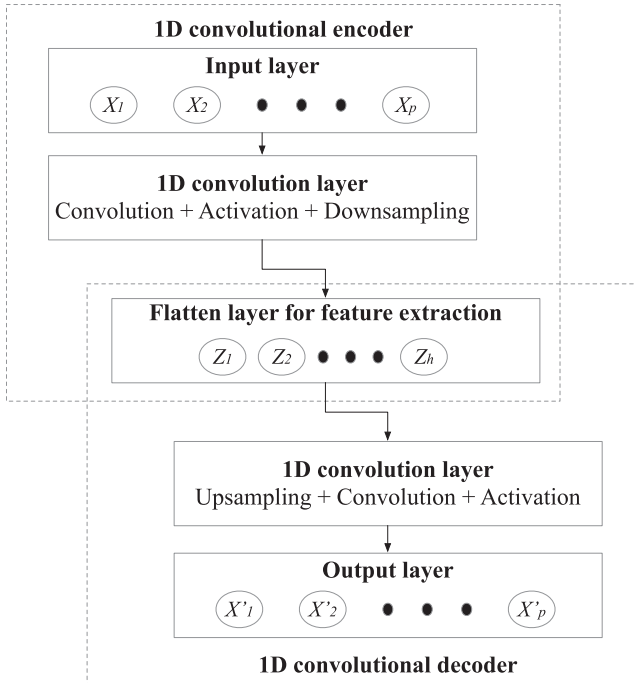 1D convolutional encoder
Input layer
X1 X2 Xp
1D convolution layer
Convolution + Activation + Downsampling
Flatten layer for feature extraction
Z1 Z2 Zh
1D convolution layer
Upsampling + Convolution + Activation
Output layer
X'1 X'2 X'p
1D convolutional decoder